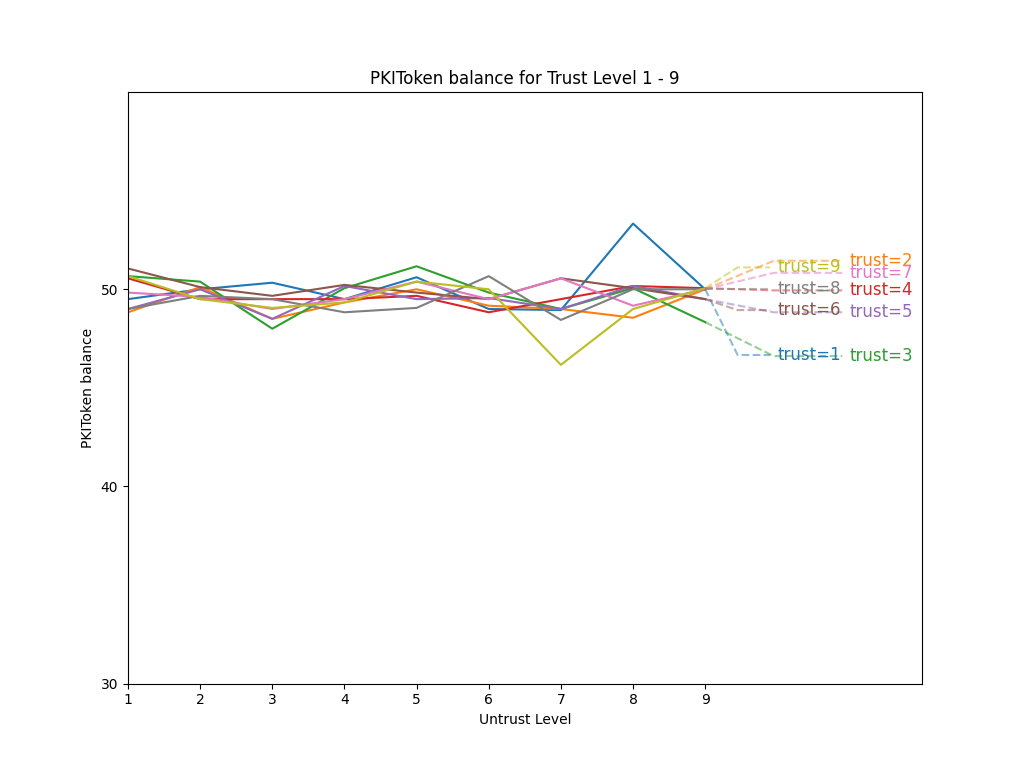 PKIToken balance for Trust Level 1 - 9
PKIToken balance
50
40
30
trust=9
trust=2
trust=7
trust=8
trust=4
trust=6
trust=5
trust=1
trust=3
1 2 3 4 5 6 7 8 9
Untrust Level